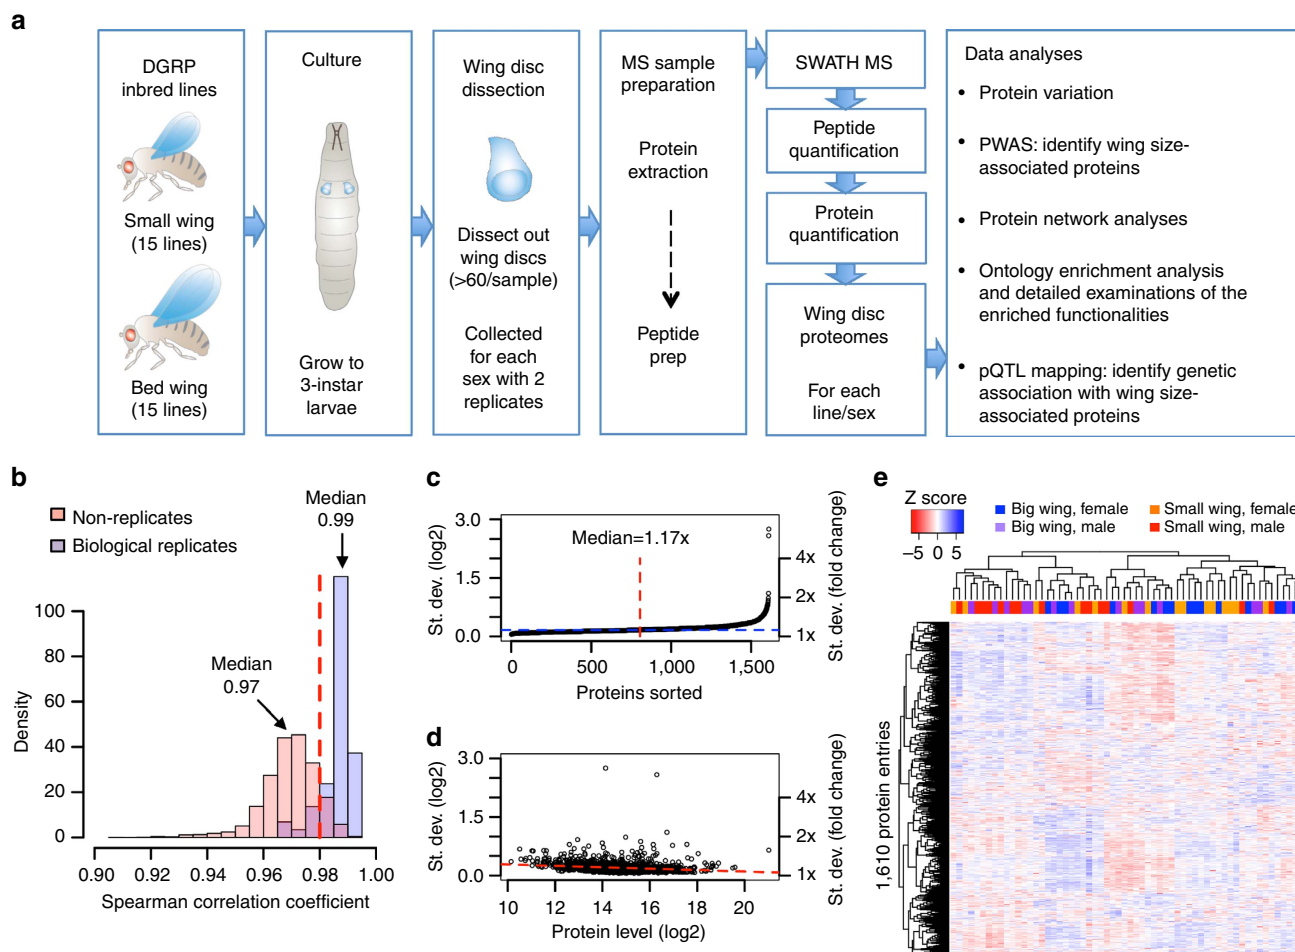 a
DGRP
inbred lines
Small wing
(15 lines)
Bed wing
(15 lines)
Culture
Grow to
3-instar
larvae
Wing disc
dissection
Dissect out
wing discs
(>60/sample)
Collected
for each
sex with 2
replicates
MS sample
preparation
Protein
extraction
Peptide
prep
SWATH MS
Peptide
quantification
Protein
quantification
Wing disc
proteomes
For each
line/sex
Data analyses
• Protein variation
• PWAS: identify wing size-
associated proteins
• Protein network analyses
• Ontology enrichment analysis
and detailed examinations of the
enriched functionalities
• pQTL mapping: identify genetic
association with wing size-
associated proteins
b
Non-replicates
Biological replicates
Median
0.99
Median
0.97
Density
100
80
60
40
20
0
0.90 0.92 0.94 0.96 0.98 1.00
Spearman correlation coefficient
c
St. dev. (log2)
3.0
1.5
0.0
Median=1.17x
4x
2x
1x
St. dev. (fold change)
0 500 1,000 1,500
Proteins sorted
d
St. dev. (log2)
3.0
1.5
0.0
4x
2x
1x
St. dev. (fold change)
10 12 14 16 18 20
Protein level (log2)
e
Z score
−5 0 5
Big wing, female
Big wing, male
Small wing, female
Small wing, male
1,610 protein entries